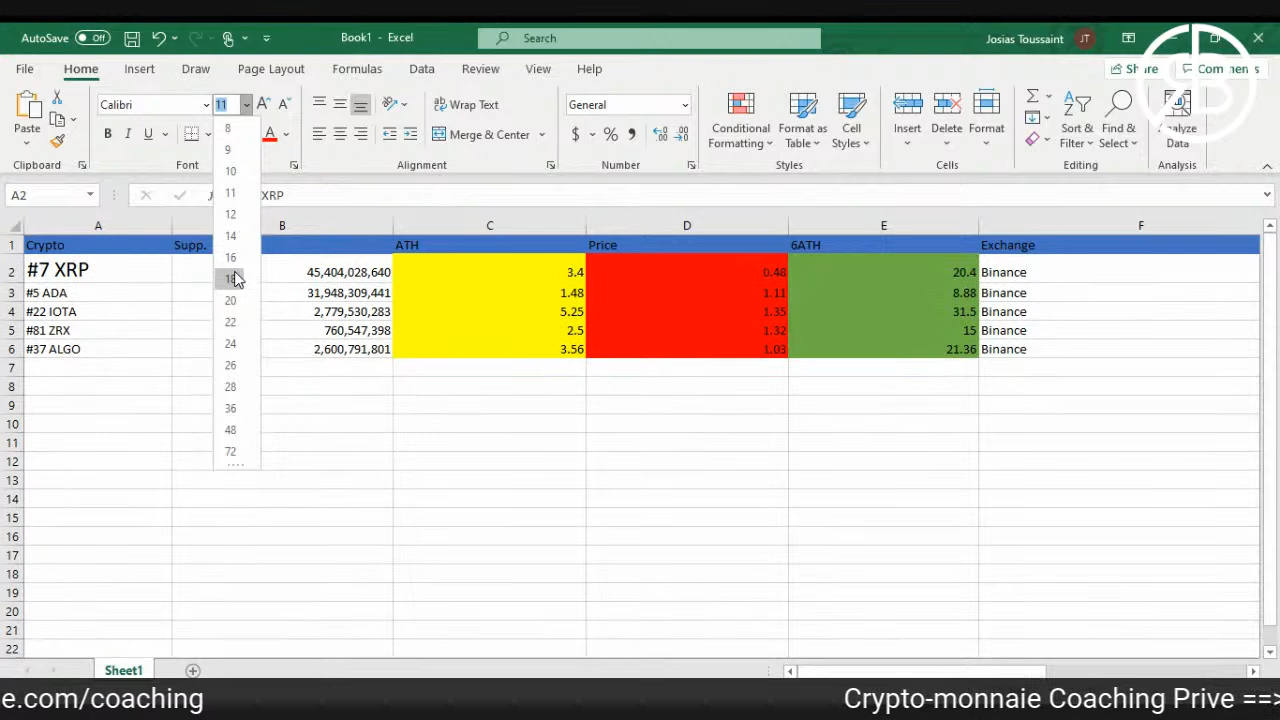 AutoSave Off Book1 - Excel Search Josias Toussaint JT
File Home Insert Draw Page Layout Formulas Data Review View Help Share Comments
Paste Calibri 11 Wrap Text General Conditional Formatting Format as Table Cell Styles Insert Delete Format Sort & Filter Find & Select Analyze Data
B I U Merge & Center $ %
Clipboard Font Alignment Number Styles Cells Editing Analysis
A2 XRP
A B C D E F
1 Crypto Supp. ATH Price 6ATH Exchange
2 #7 XRP 45,404,028,640 3.4 0.48 20.4 Binance
3 #5 ADA 31,948,309,441 1.48 1.11 8.88 Binance
4 #22 IOTA 2,779,530,283 5.25 1.35 31.5 Binance
5 #81 ZRX 760,547,398 2.5 1.32 15 Binance
6 #37 ALGO 2,600,791,801 3.56 1.03 21.36 Binance
7
8
9
10
11
12
13
14
15
16
17
18
19
20
21
22
8
9
10
11
12
14
16
18
20
22
24
26
28
36
48
72
Sheet1
e.com/coaching Crypto-monnaie Coaching Prive ==>